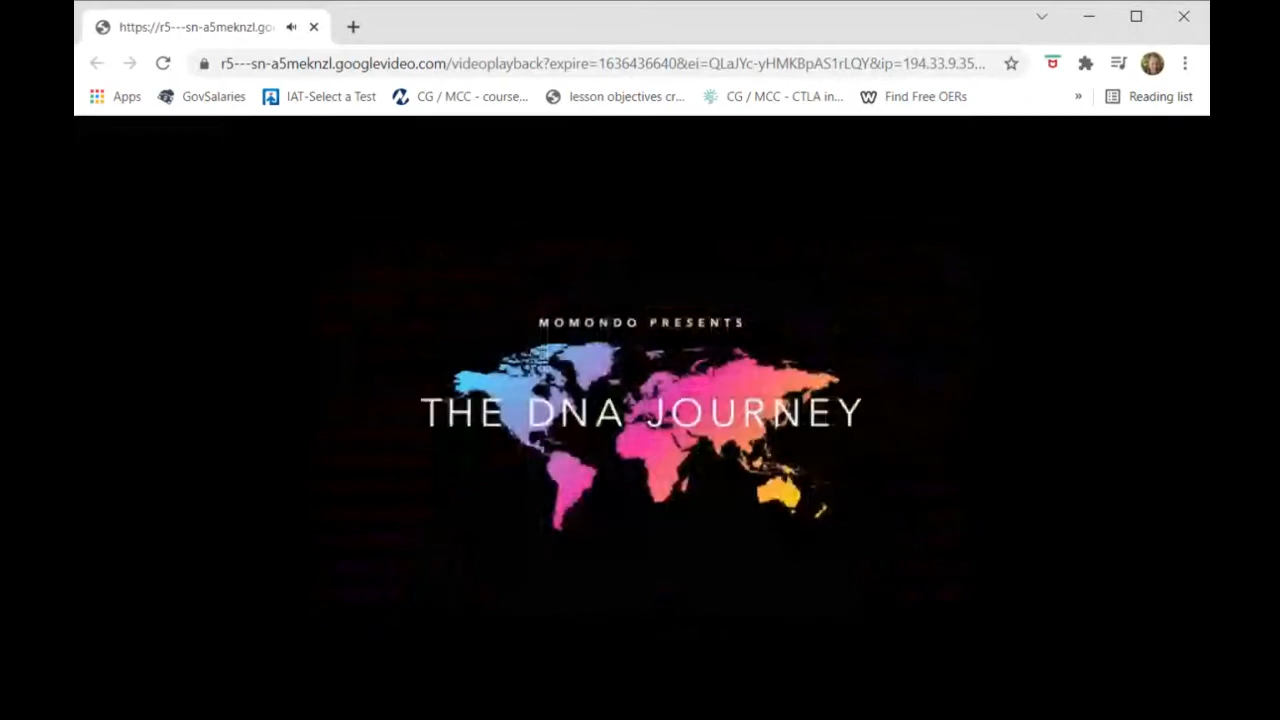 https://r5---sn-a5meknzl.go
r5---sn-a5meknzl.googlevideo.com/videoplayback?expire=1636436640&ei=QLaJYc-yHMKBpAS1rLQY&ip=194.33.9.35...
Apps GovSalaries IAT-Select a Test CG / MCC - course... lesson objectives cr... CG / MCC - CTLA in... Find Free OERs » Reading list
MOMONDO PRESENTS
THE DNA JOURNEY